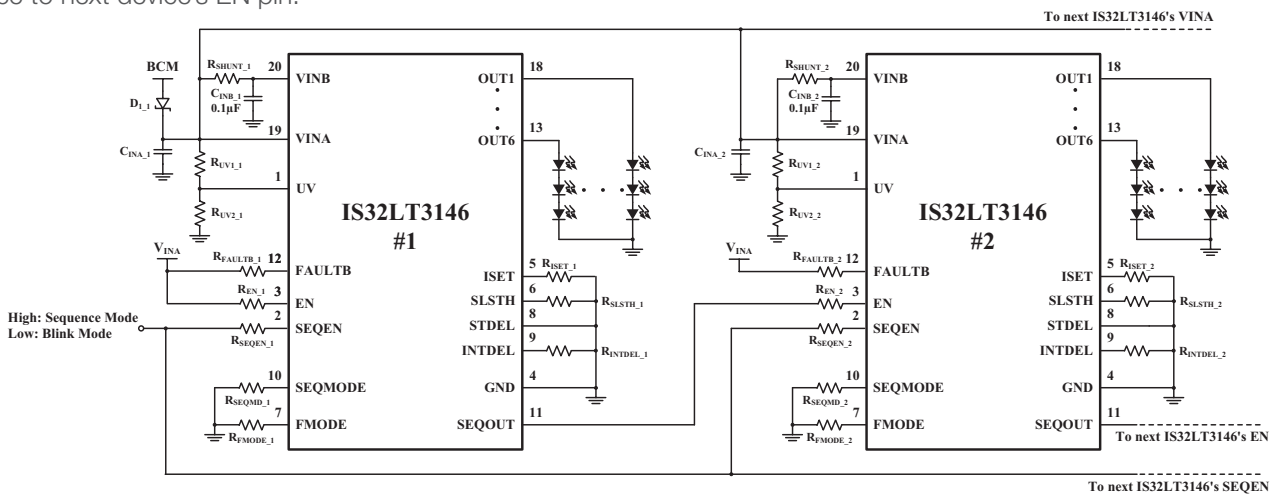 to next device's EN pin.
To next IS32LT3146's VINA
BCM
D1_1
RSHUNT_1
CINB_1
0.1µF
CINA_1
RUV1_1
RUV2_1
VINA
RFAULTB_1
REN_1
High: Sequence Mode
Low: Blink Mode
RSEQEN_1
RSEQMD_1
RFMODE_1
20 VINB
19 VINA
1 UV
12 FAULTB
3 EN
2 SEQEN
10 SEQMODE
7 FMODE
IS32LT3146
#1
OUT1 18
OUT6 13
ISET 5
SLSTH 6
STDEL 8
INTDEL 9
GND 4
SEQOUT 11
RISET_1
RSLSTH_1
RINTDEL_1
RSHUNT_2
CINB_2
0.1µF
CINA_2
RUV1_2
RUV2_2
VINA
RFAULTB_2
REN_2
RSEQEN_2
RSEQMD_2
RFMODE_2
20 VINB
19 VINA
1 UV
12 FAULTB
3 EN
2 SEQEN
10 SEQMODE
7 FMODE
IS32LT3146
#2
OUT1 18
OUT6 13
ISET 5
SLSTH 6
STDEL 8
INTDEL 9
GND 4
SEQOUT 11
RISET_2
RSLSTH_2
RINTDEL_2
To next IS32LT3146's EN
To next IS32LT3146's SEQEN